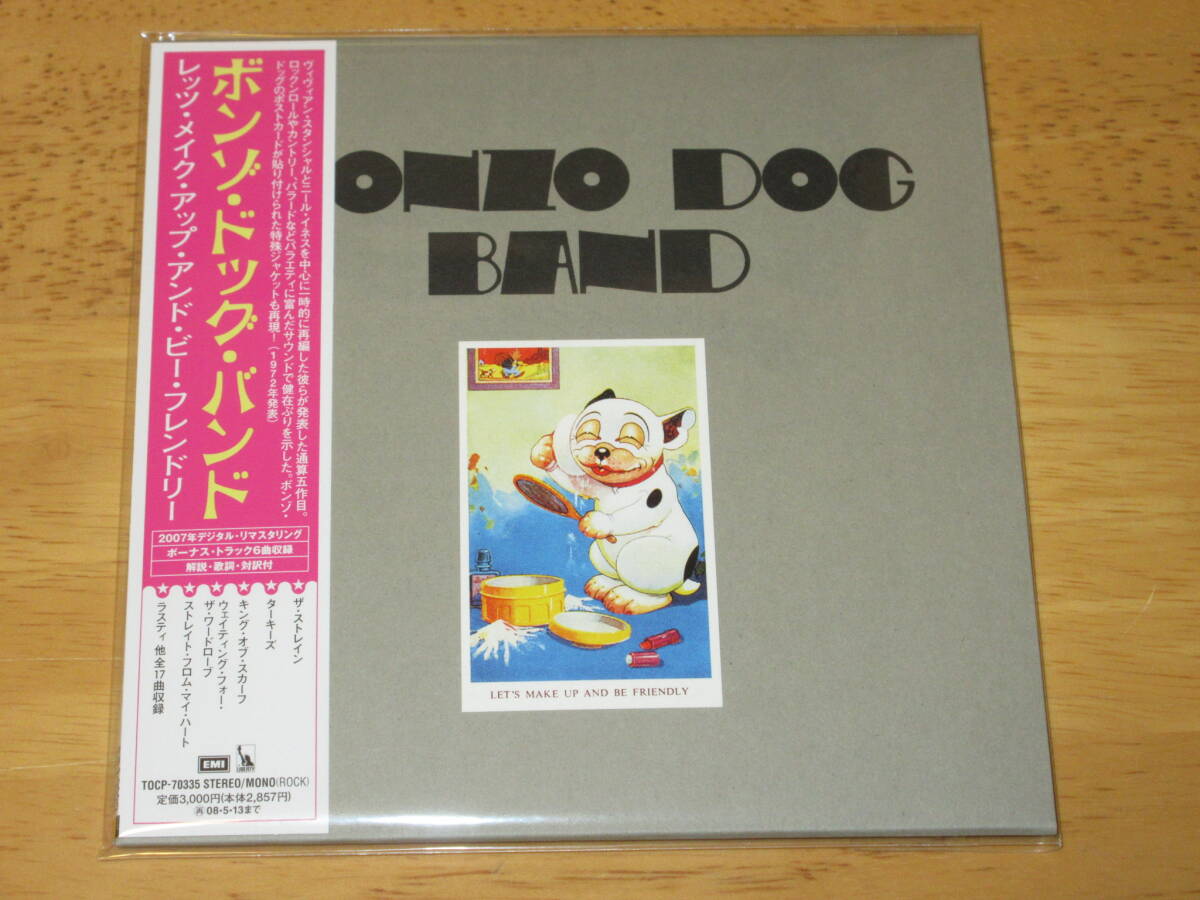 ボンゾ・ドッグ・バンド
レッツ・メイク・アップ・アンド・ビー・フレンドリー
ヴィヴィアン・スタンシャルとニール・イネスを中心に一時的に再編した彼らが発表した通算五作目。
ロックンロールやカントリー、バラードなどバラエティに富んだサウンドで健在ぶりを示した。ボンゾ・
ドッグのポストカードが貼り付けられた特殊ジャケットも再現！(1972年発表)
2007年デジタル・リマスタリング
ボーナス・トラック6曲収録
解説・歌詞・対訳付
ザ・ストレイン
ターキーズ
キング・オブ・スカーフ
ウェイティング・フォー・
ザ・ワードローブ
ストレイト・フロム・マイ・ハート
ラスティ 他 全17曲収録
EMI
LIBERTY
TOCP-70335 STEREO/MONO(ROCK)
定価3,000円(本体2,857円)
再 08・5・13まで
ONZO DOG
BAND
LET'S MAKE UP AND BE FRIENDLY